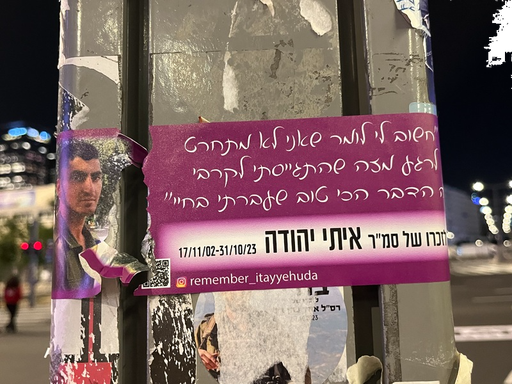 "חשוב לי לומר שאני לא מתחרט
לרגע מזה שהתגייסתי לקרבי
הדבר הכי טוב שעברתי בחיי"
לזכרו של סמ"ר איתי יהודה 17/11/02-31/10/23
remember_itayyehuda
רס"ל